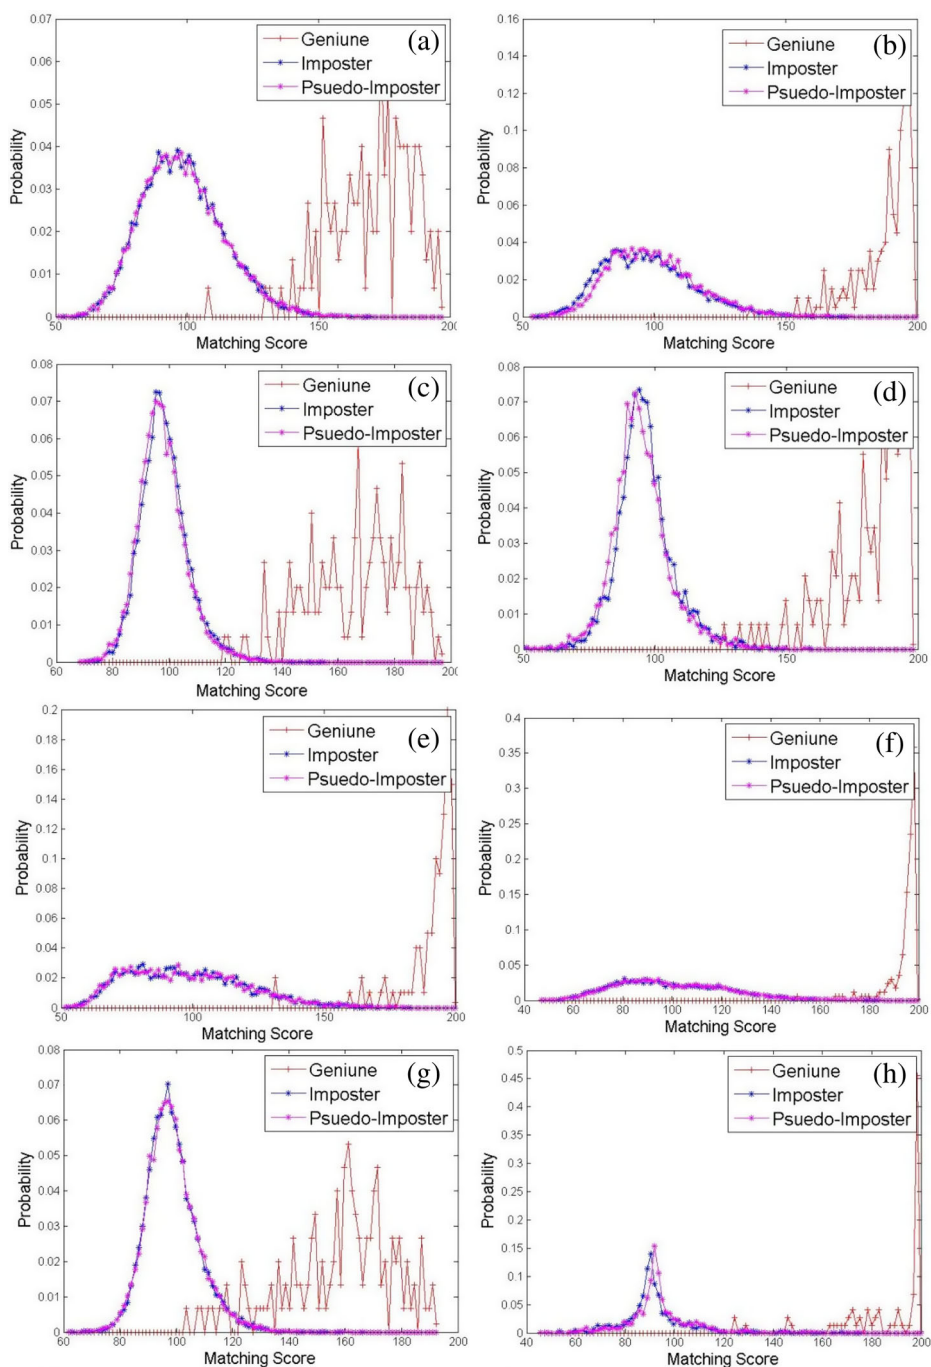 0.07
0.06
0.05
0.04
0.03
0.02
0.01
0
Probability
Geniune
Imposter
Psuedo-Imposter
(a)
50 100 150 200
Matching Score
0.16
0.14
0.12
0.1
0.08
0.06
0.04
0.02
0
Probability
Geniune
Imposter
Psuedo-Imposter
(b)
50 100 150 200
Matching Score
0.08
0.07
0.06
0.05
0.04
0.03
0.02
0.01
0
Probability
Geniune
Imposter
Psuedo-Imposter
(c)
60 80 100 120 140 160 180 200
Matching Score
0.08
0.07
0.06
0.05
0.04
0.03
0.02
0.01
0
Probability
Geniune
Imposter
Psuedo-Imposter
(d)
50 100 150 200
Matching Score
0.2
0.18
0.16
0.14
0.12
0.1
0.08
0.06
0.04
0.02
0
Probability
Geniune
Imposter
Psuedo-Imposter
(e)
50 100 150 200
Matching Score
0.4
0.35
0.3
0.25
0.2
0.15
0.1
0.05
0
Probability
Geniune
Imposter
Psuedo-Imposter
(f)
40 60 80 100 120 140 160 180 200
Matching Score
0.08
0.07
0.06
0.05
0.04
0.03
0.02
0.01
0
Probability
Geniune
Imposter
Psuedo-Imposter
(g)
60 80 100 120 140 160 180 200
Matching Score
0.5
0.45
0.4
0.35
0.3
0.25
0.2
0.15
0.1
0.05
0
Probability
Geniune
Imposter
Psuedo-Imposter
(h)
40 60 80 100 120 140 160 180 200
Matching Score